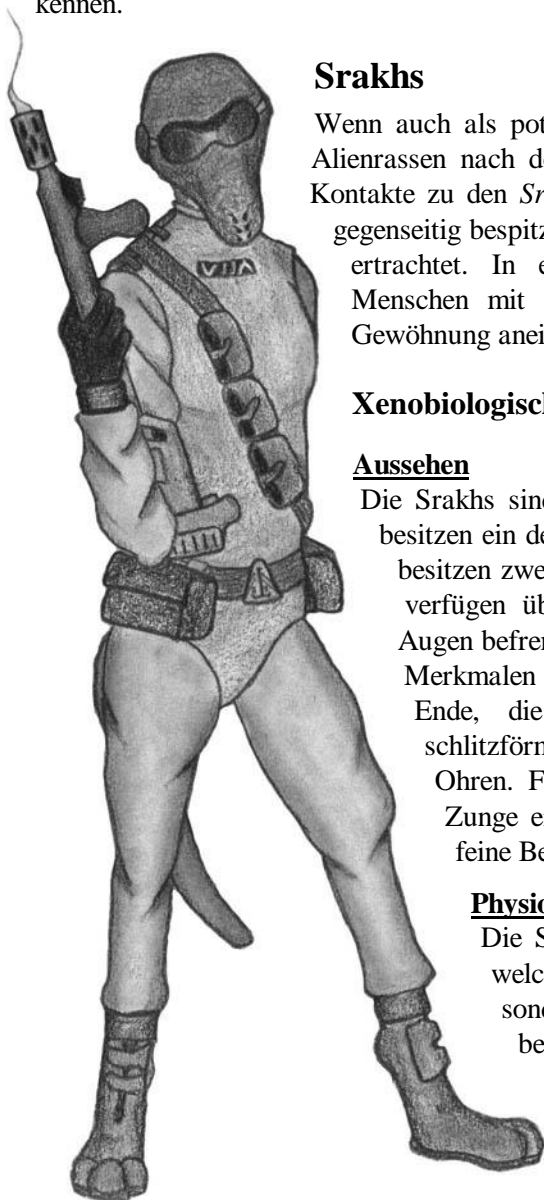 kennen.
Srakhs
Wenn auch als pot
Alienrassen nach de
Kontakte zu den Sr
gegenseitig bespitz
ertrachtet. In e
Menschen mit
Gewöhnung anei
Xenobiologisch
Aussehen
Die Srakhs sind
besitzen ein de
besitzen zwe
verfügen üb
Augen befren
Merkmalen
Ende, die
schlitzförm
Ohren. F
Zunge e
feine Be
Physio
Die S
welc
sond
be